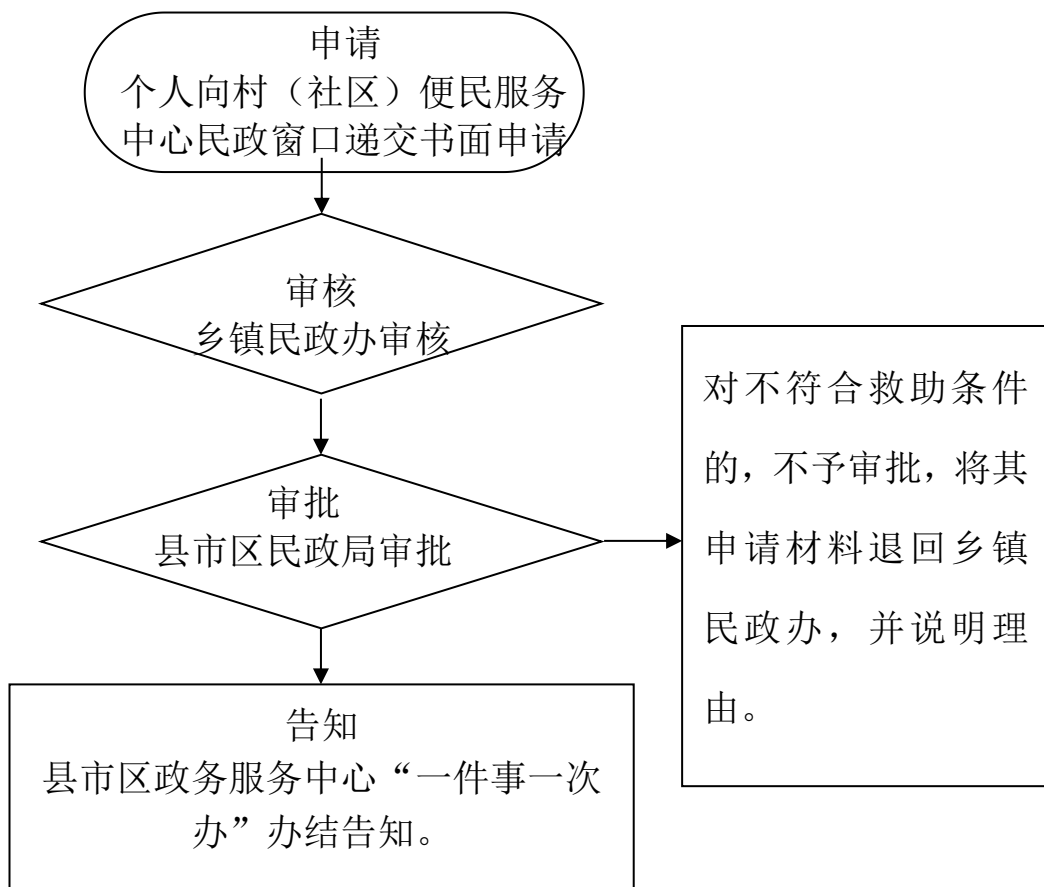 申请
个人向村（社区）便民服务
中心民政窗口递交书面申请
审核
乡镇民政办审核
审批
县市区民政局审批
对不符合救助条件
的，不予审批，将其
申请材料退回乡镇
民政办，并说明理
由。
告知
县市区政务服务中心“一件事一次
办”办结告知。